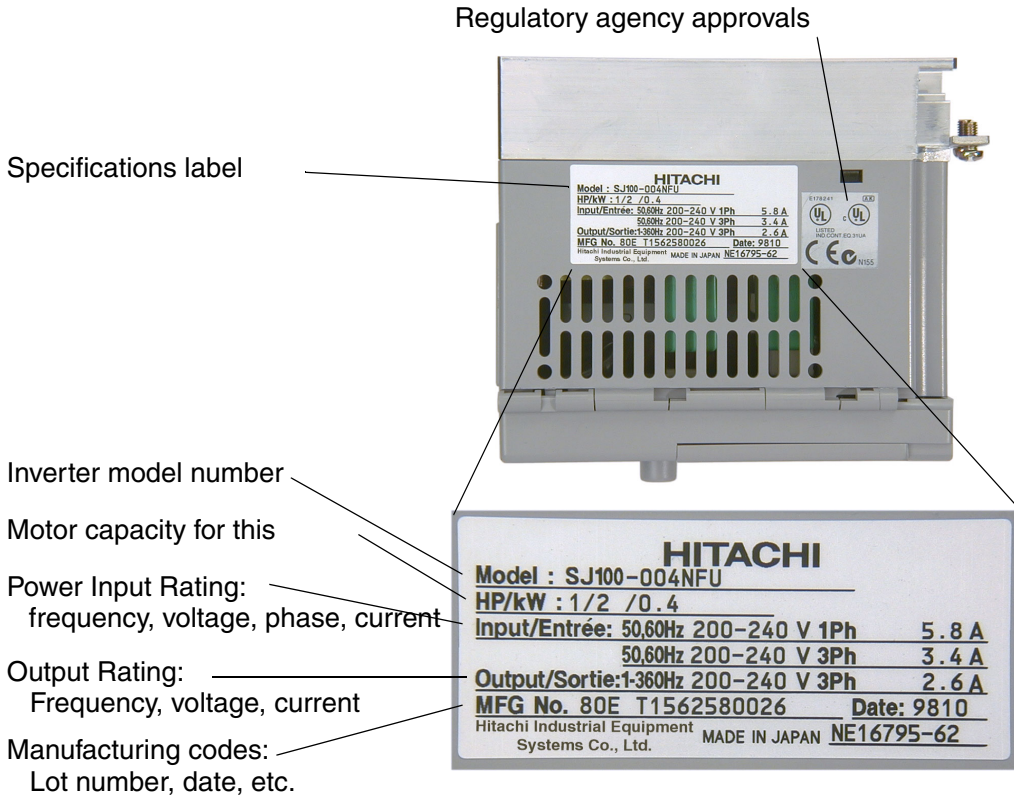 Regulatory agency approvals
Specifications label
HITACHI
Model : SJ100-004NFU
HP/kW : 1/2 /0.4
Input/Entrée: 50,60Hz 200-240 V 1Ph 5.8 A
50,60Hz 200-240 V 3Ph 3.4 A
Output/Sortie:1-360Hz 200-240 V 3Ph 2.6 A
MFG No. 80E T1562580026 Date: 9810
Hitachi Industrial Equipment
Systems Co., Ltd. MADE IN JAPAN NE16795-62
E178241
UL C UL
LISTED
IND.CONT.EQ.31UA
CE N155
Inverter model number
Motor capacity for this
Power Input Rating:
frequency, voltage, phase, current
Output Rating:
Frequency, voltage, current
Manufacturing codes:
Lot number, date, etc.
HITACHI
Model : SJ100-004NFU
HP/kW : 1/2 /0.4
Input/Entrée: 50,60Hz 200-240 V 1Ph 5.8 A
50,60Hz 200-240 V 3Ph 3.4 A
Output/Sortie:1-360Hz 200-240 V 3Ph 2.6 A
MFG No. 80E T1562580026 Date: 9810
Hitachi Industrial Equipment
Systems Co., Ltd. MADE IN JAPAN NE16795-62